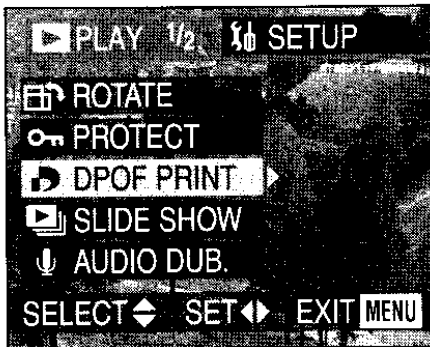 PLAY 1/2 SETUP
ROTATE
PROTECT
DPOF PRINT
SLIDE SHOW
AUDIO DUB.
SELECT SET EXIT MENU